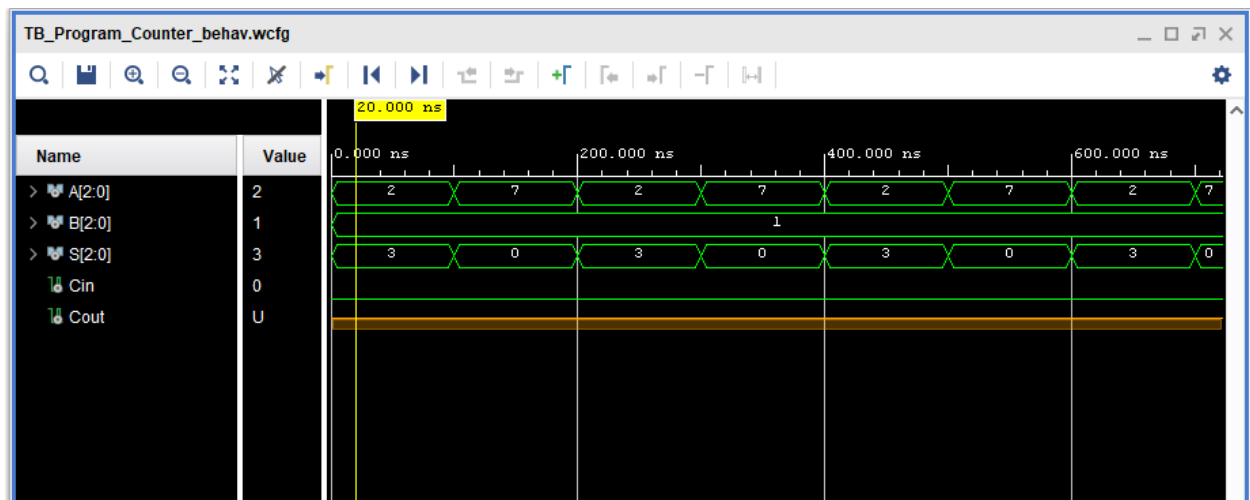 TB_Program_Counter_behav.wcfg
20.000 ns
Name Value 0.000 ns 200.000 ns 400.000 ns 600.000 ns
A[2:0] 2 2 7 2 7 2 7 2 7
B[2:0] 1 1
S[2:0] 3 3 0 3 0 3 0 3 0
Cin 0
Cout U